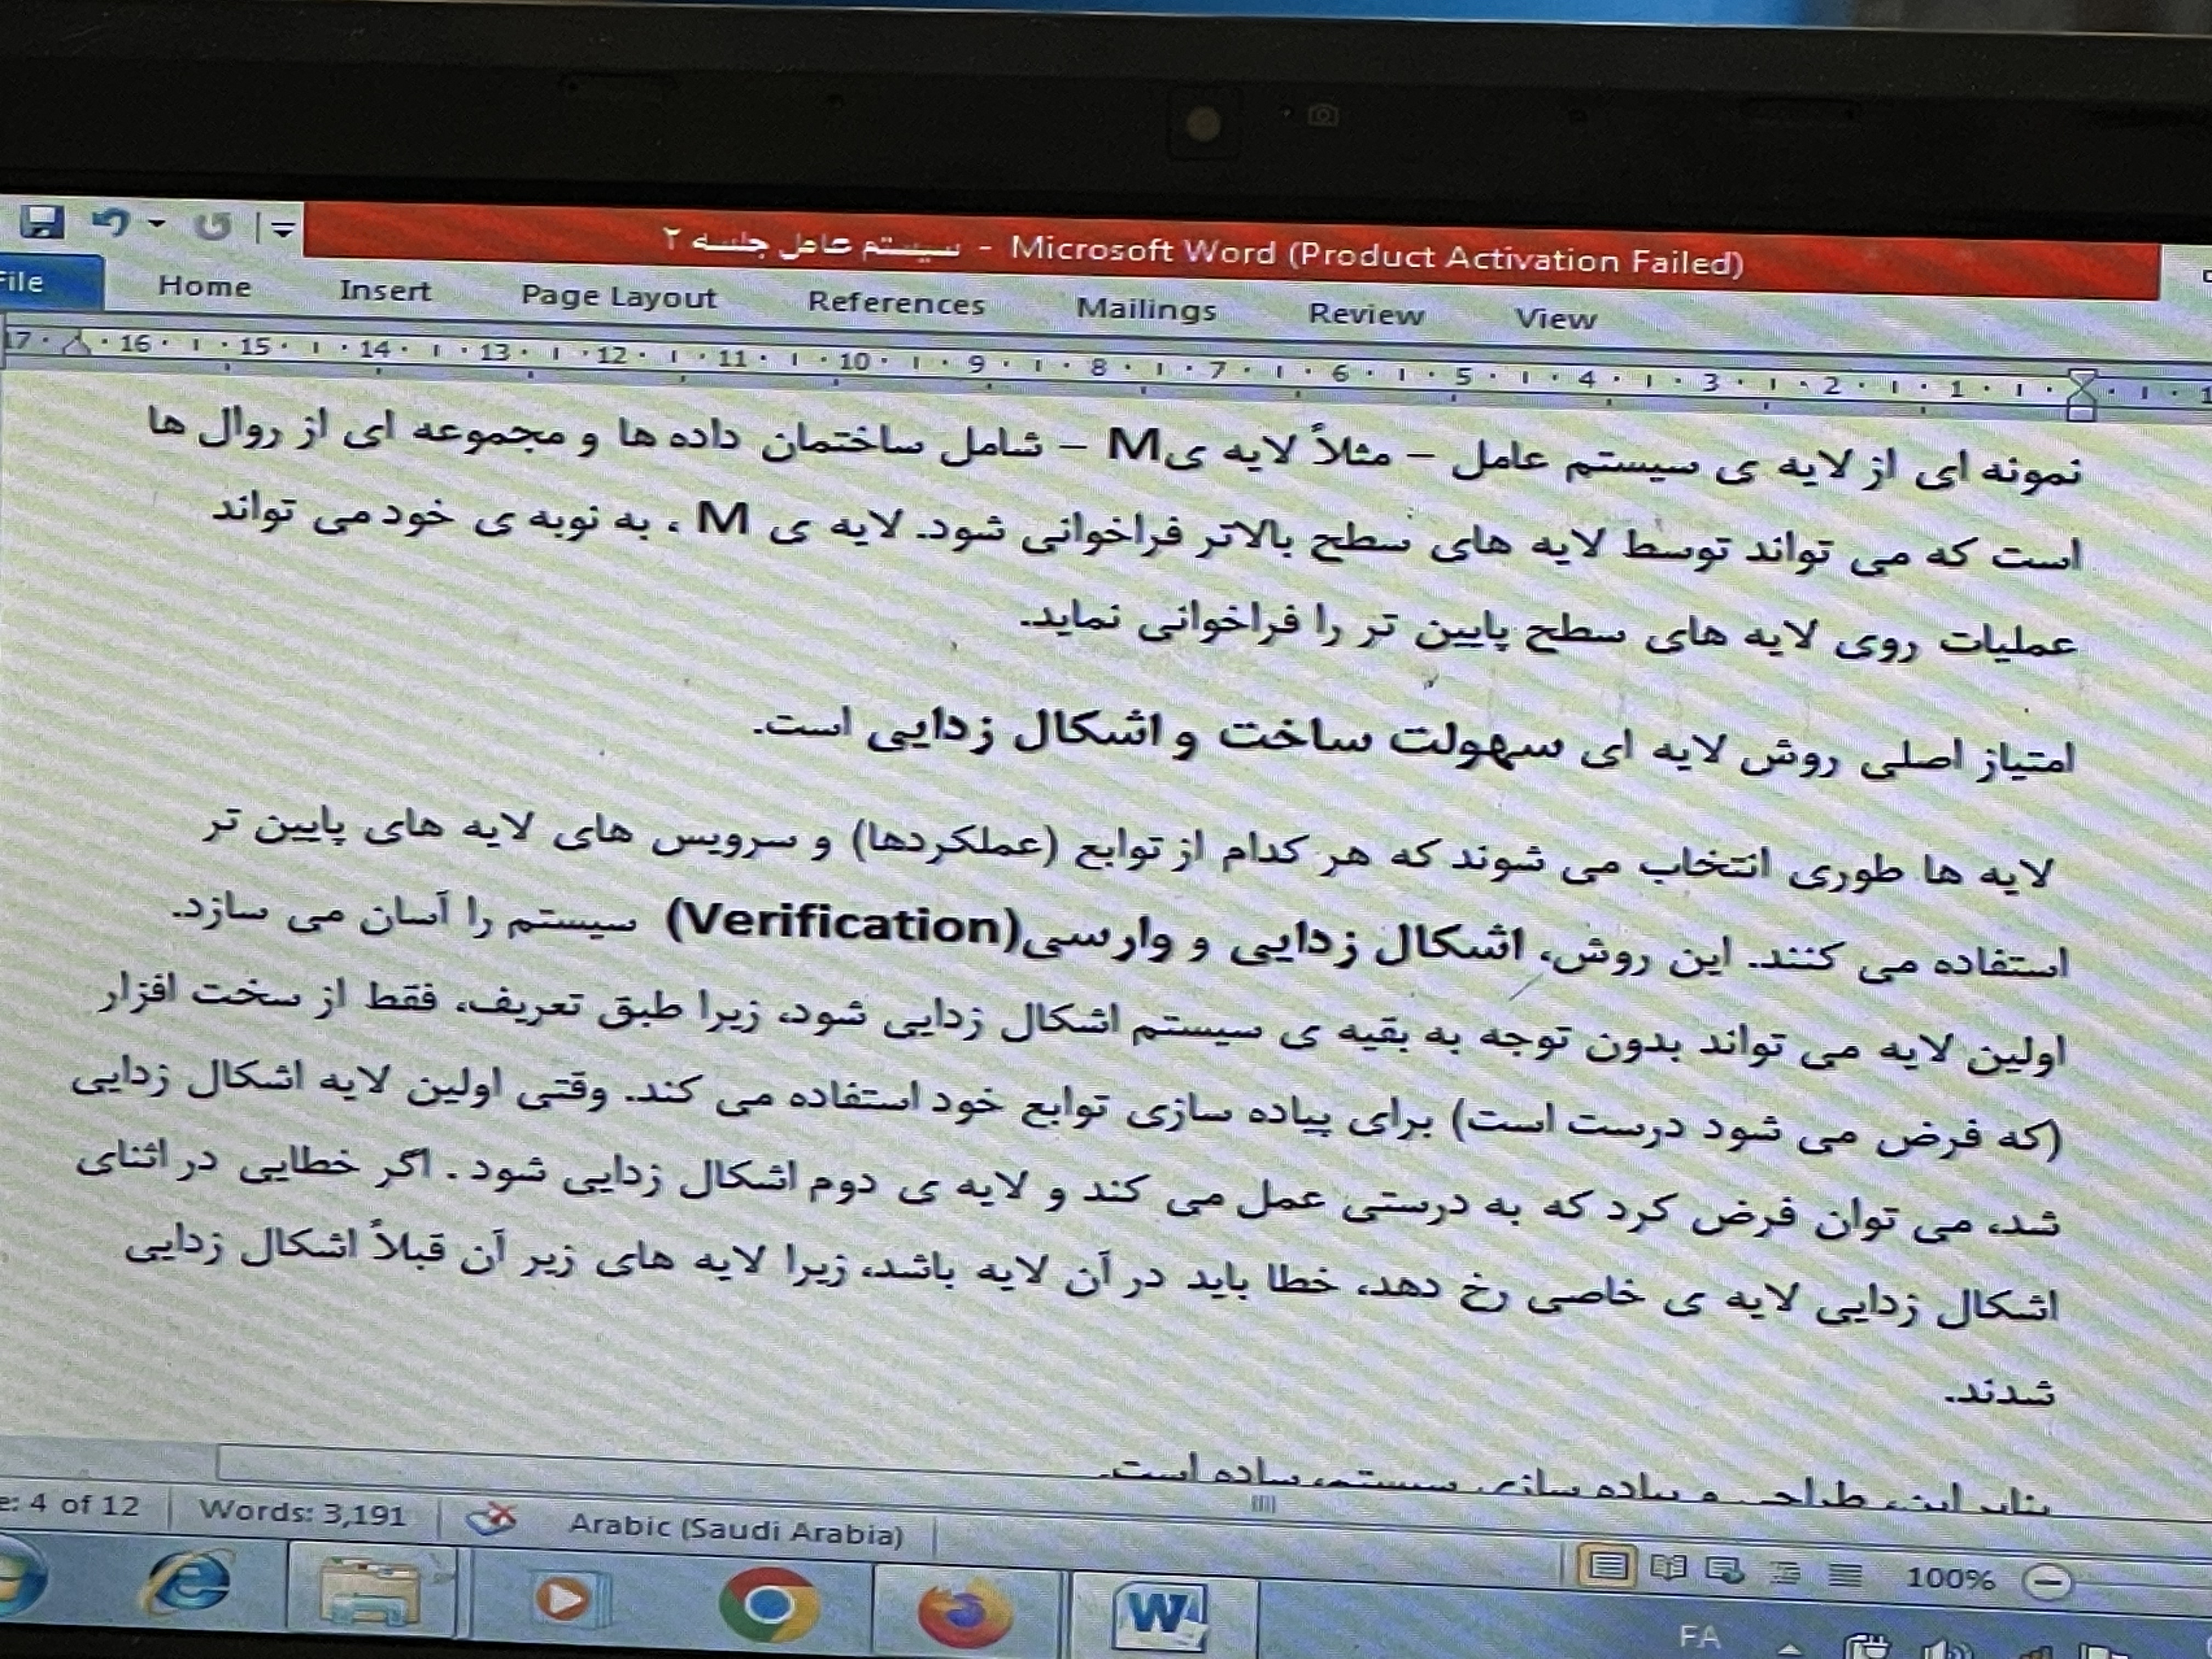 سیستم عامل جلسه ۲ - Microsoft Word (Product Activation Failed)
File Home Insert Page Layout References Mailings Review View
17 16 15 14 13 12 11 10 9 8 7 6 5 4 3 2 1 1
نمونه ای از لایه ی سیستم عامل – مثلاً لایه یM – شامل ساختمان داده ها و مجموعه ای از روال ها
است که می تواند توسط لایه های سطح بالاتر فراخوانی شود. لایه ی M ، به نوبه ی خود می تواند
عملیات روی لایه های سطح پایین تر را فراخوانی نماید.
امتیاز اصلی روش لایه ای سهولت ساخت و اشکال زدایی است.
لایه ها طوری انتخاب می شوند که هر کدام از توابع (عملکردها) و سرویس های لایه های پایین تر
استفاده می کنند. این روش، اشکال زدایی و وارسی(Verification) سیستم را آسان می سازد.
اولین لایه می تواند بدون توجه به بقیه ی سیستم اشکال زدایی شود، زیرا طبق تعریف، فقط از سخت افزار
(که فرض می شود درست است) برای پیاده سازی توابع خود استفاده می کند. وقتی اولین لایه اشکال زدایی
شد، می توان فرض کرد که به درستی عمل می کند و لایه ی دوم اشکال زدایی شود . اگر خطایی در اثنای
اشکال زدایی لایه ی خاصی رخ دهد، خطا باید در آن لایه باشد، زیرا لایه های زیر آن قبلاً اشکال زدایی
شدند.
بنابر این، طراحی و پیاده سازی سیستم، ساده است.
e: 4 of 12 Words: 3,191 Arabic (Saudi Arabia) 100%
FA